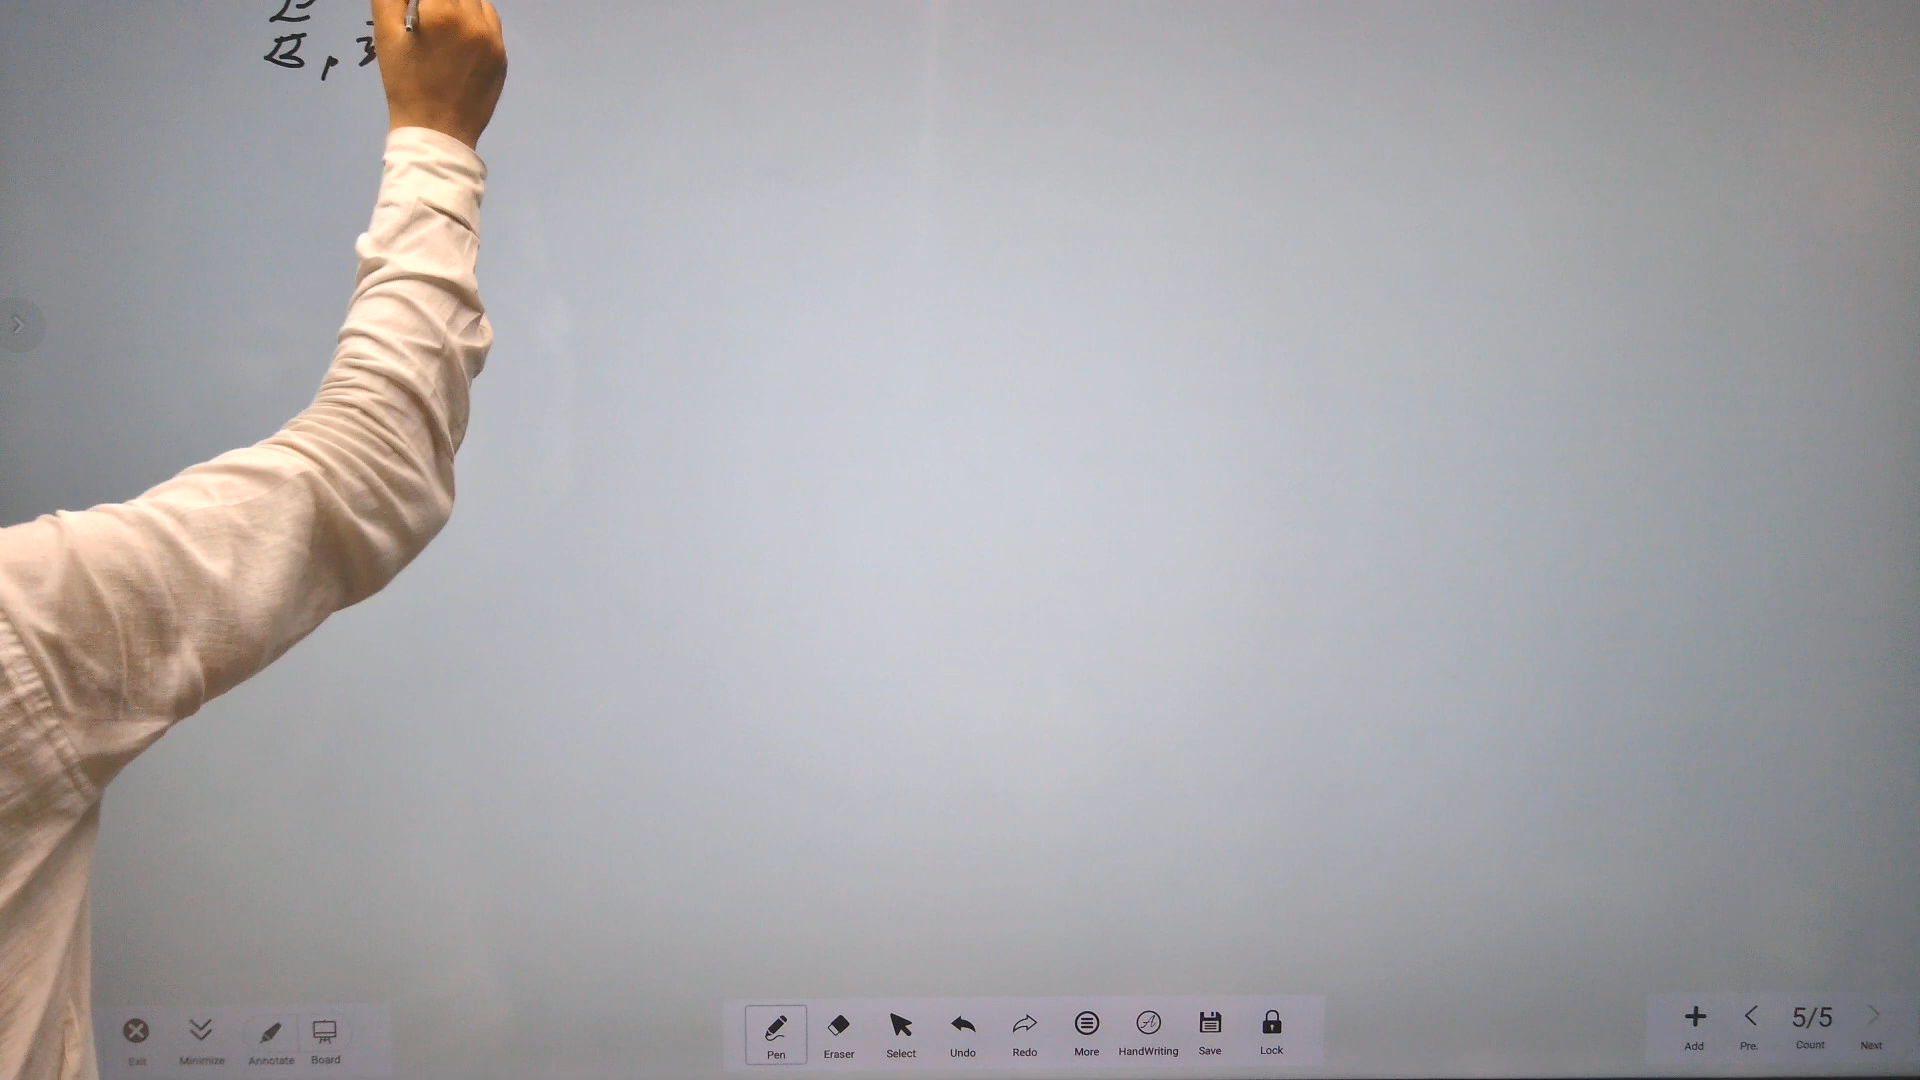 Exit
Minimize
Annotate
Board
Pen
Eraser
Select
Undo
Redo
More
HandWriting
Save
Lock
Add
Pre.
5/5
Count
Next